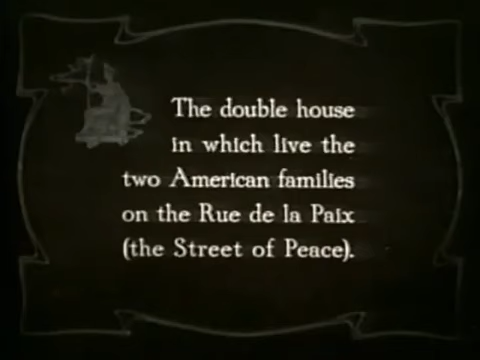 The double house
in which live the
two American families
on the Rue de la Paix
(the Street of Peace).